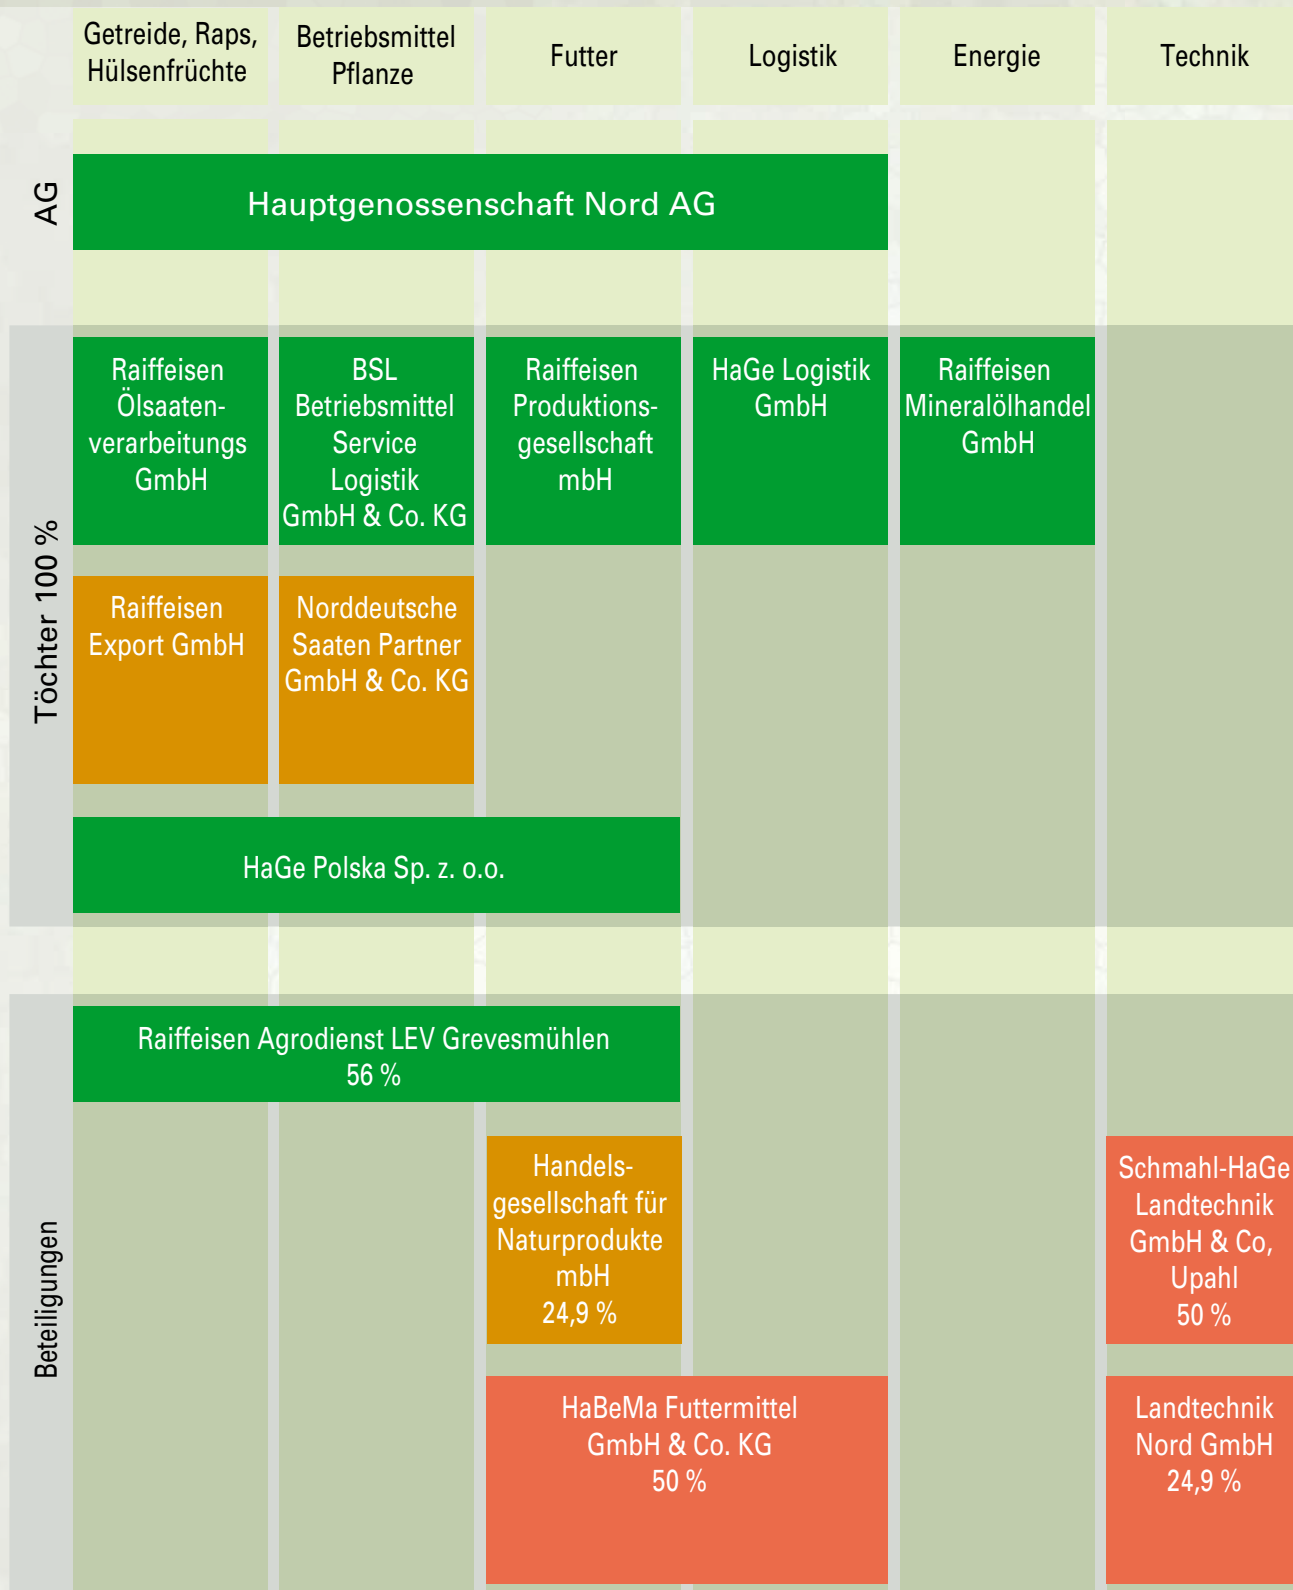 Getreide, Raps,
Hülsenfrüchte
Betriebsmittel
Pflanze
Futter
Logistik
Energie
Technik
AG
Hauptgenossenschaft Nord AG
Töchter 100 %
Raiffeisen
Ölsaaten-
verarbeitungs
GmbH
BSL
Betriebsmittel
Service
Logistik
GmbH & Co. KG
Raiffeisen
Produktions-
gesellschaft
mbH
HaGe Logistik
GmbH
Raiffeisen
Mineralölhandel
GmbH
Raiffeisen
Export GmbH
Norddeutsche
Saaten Partner
GmbH & Co. KG
HaGe Polska Sp. z. o.o.
Beteiligungen
Raiffeisen Agrodienst LEV Grevesmühlen
56 %
Handels-
gesellschaft für
Naturprodukte
mbH
24,9 %
Schmahl-HaGe
Landtechnik
GmbH & Co,
Upahl
50 %
HaBeMa Futtermittel
GmbH & Co. KG
50 %
Landtechnik
Nord GmbH
24,9 %